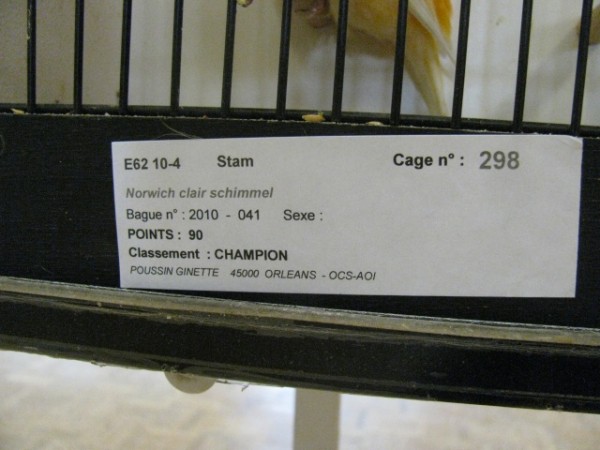 E62 10-4 Stam Cage n° : 298
Norwich clair schimmel
Bague n° : 2010 - 041 Sexe :
POINTS : 90
Classement : CHAMPION
POUSSIN GINETTE 45000 ORLEANS - OCS-AOI